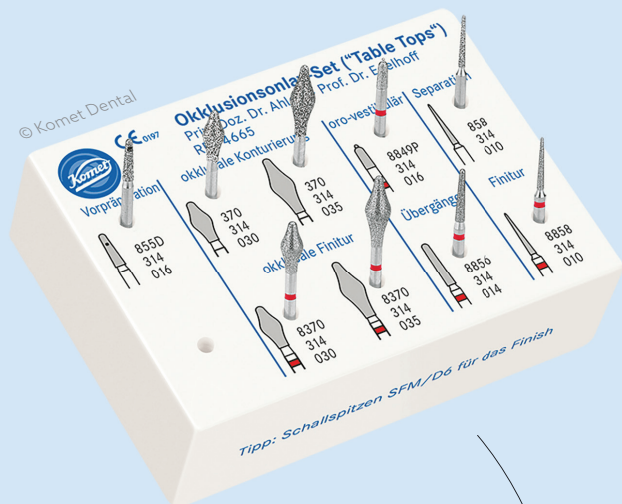 © Komet Dental
Okklusionsonlay-Set ("Table Tops")
Doz. Dr. Prof. Dr. Edelhoff
4665
CE 0197
Komet
Vorpräparation
okklusale Konturierung
oro-vestibulär
Separation
855D
314
016
370
314
030
370
314
035
8849P
314
016
858
314
010
okklusale Finitur
Übergänge
Finitur
8370
314
030
8370
314
035
8856
314
014
8858
314
010
Tipp: Schallspitzen SFM/D6 für das Finish